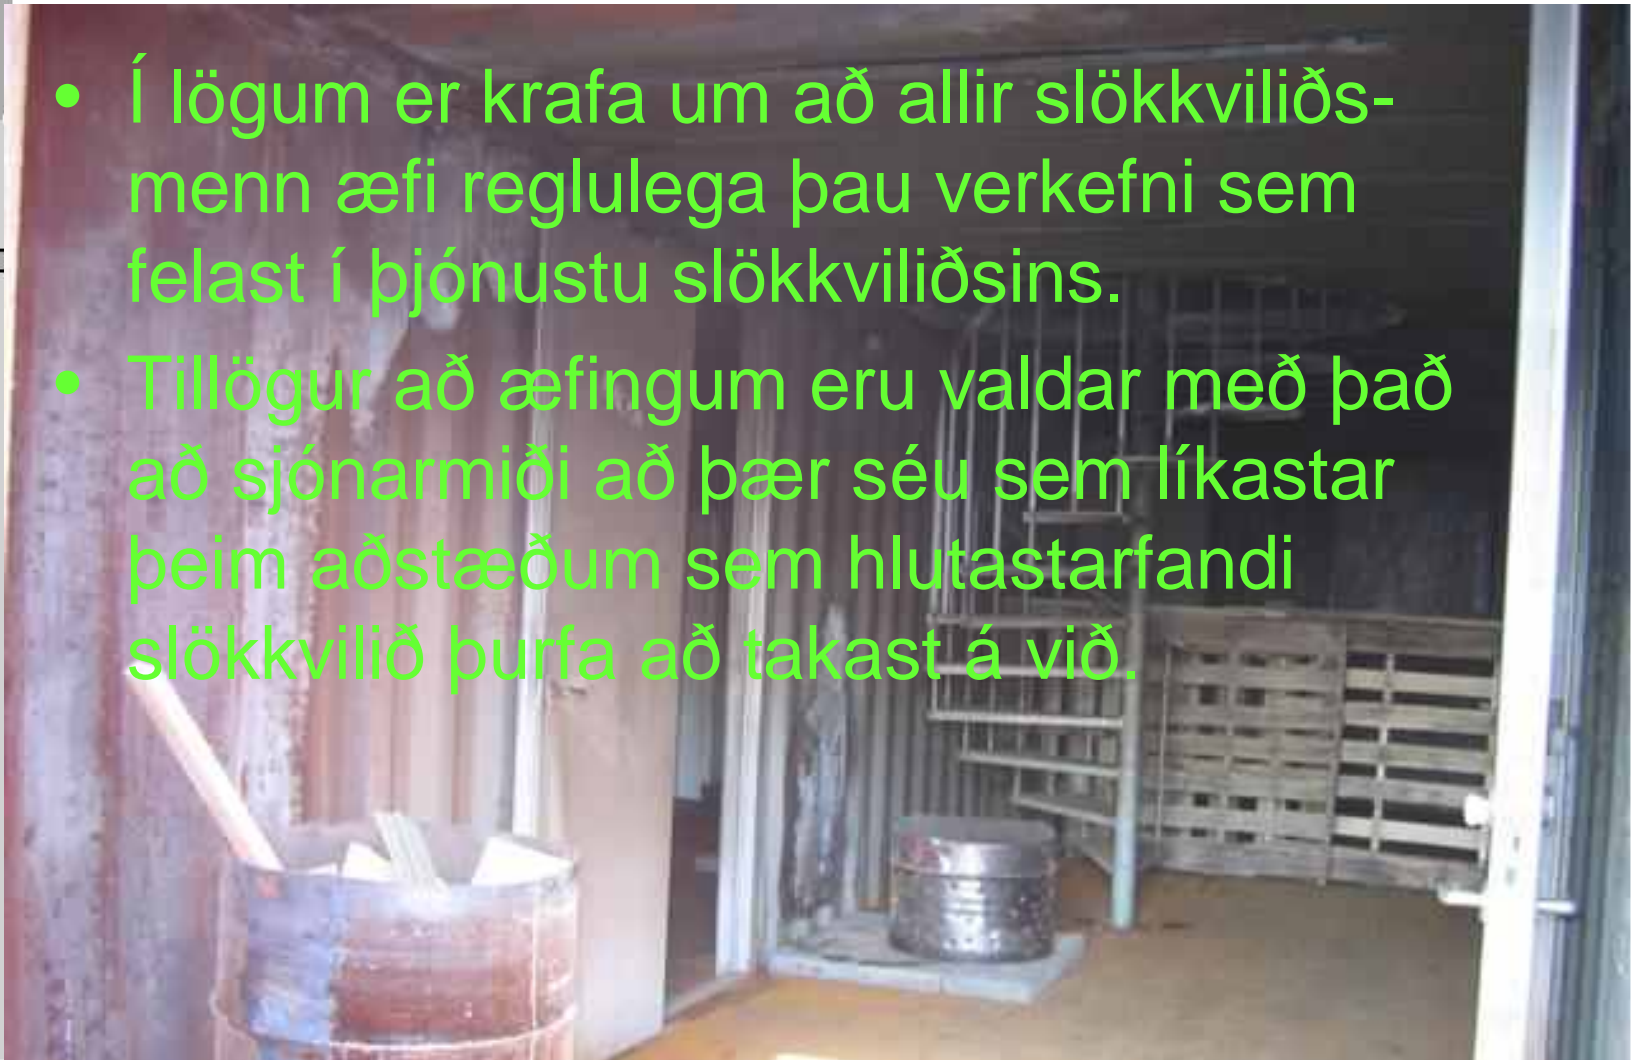 • Í lögum er krafa um að allir slökkviliðs-
menn æfi reglulega þau verkefni sem
felast í þjónustu slökkviliðsins.
• Tillögur að æfingum eru valdar með það
að sjónarmiði að þær séu sem líkastar
þeim aðstæðum sem hlutastarfandi
slökkvilið þurfa að takast á við.